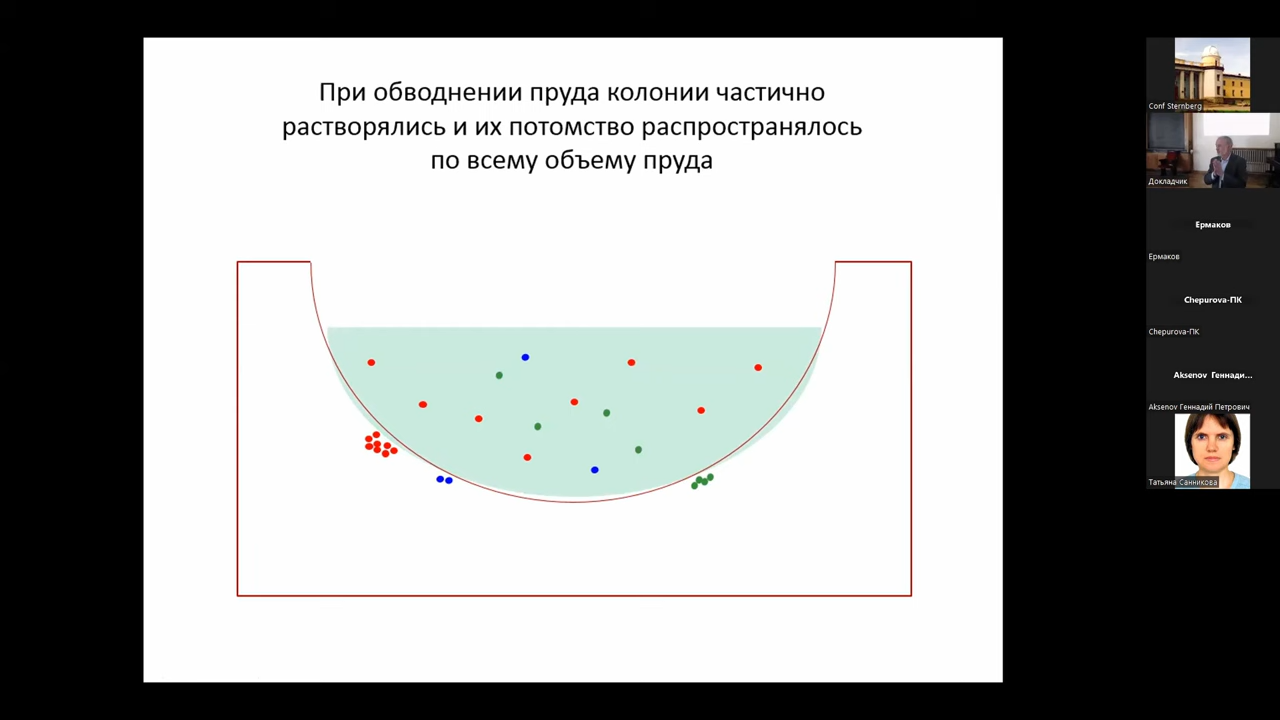 При обводнении пруда колонии частично
растворялись и их потомство распространялось
по всему объему пруда
Conf Sternberg
Докладчик
Ермаков
Ермаков
Chepurova-ПК
Chepurova-ПК
Aksenov Геннади...
Aksenov Геннадий Петрович
Татьяна Санникова